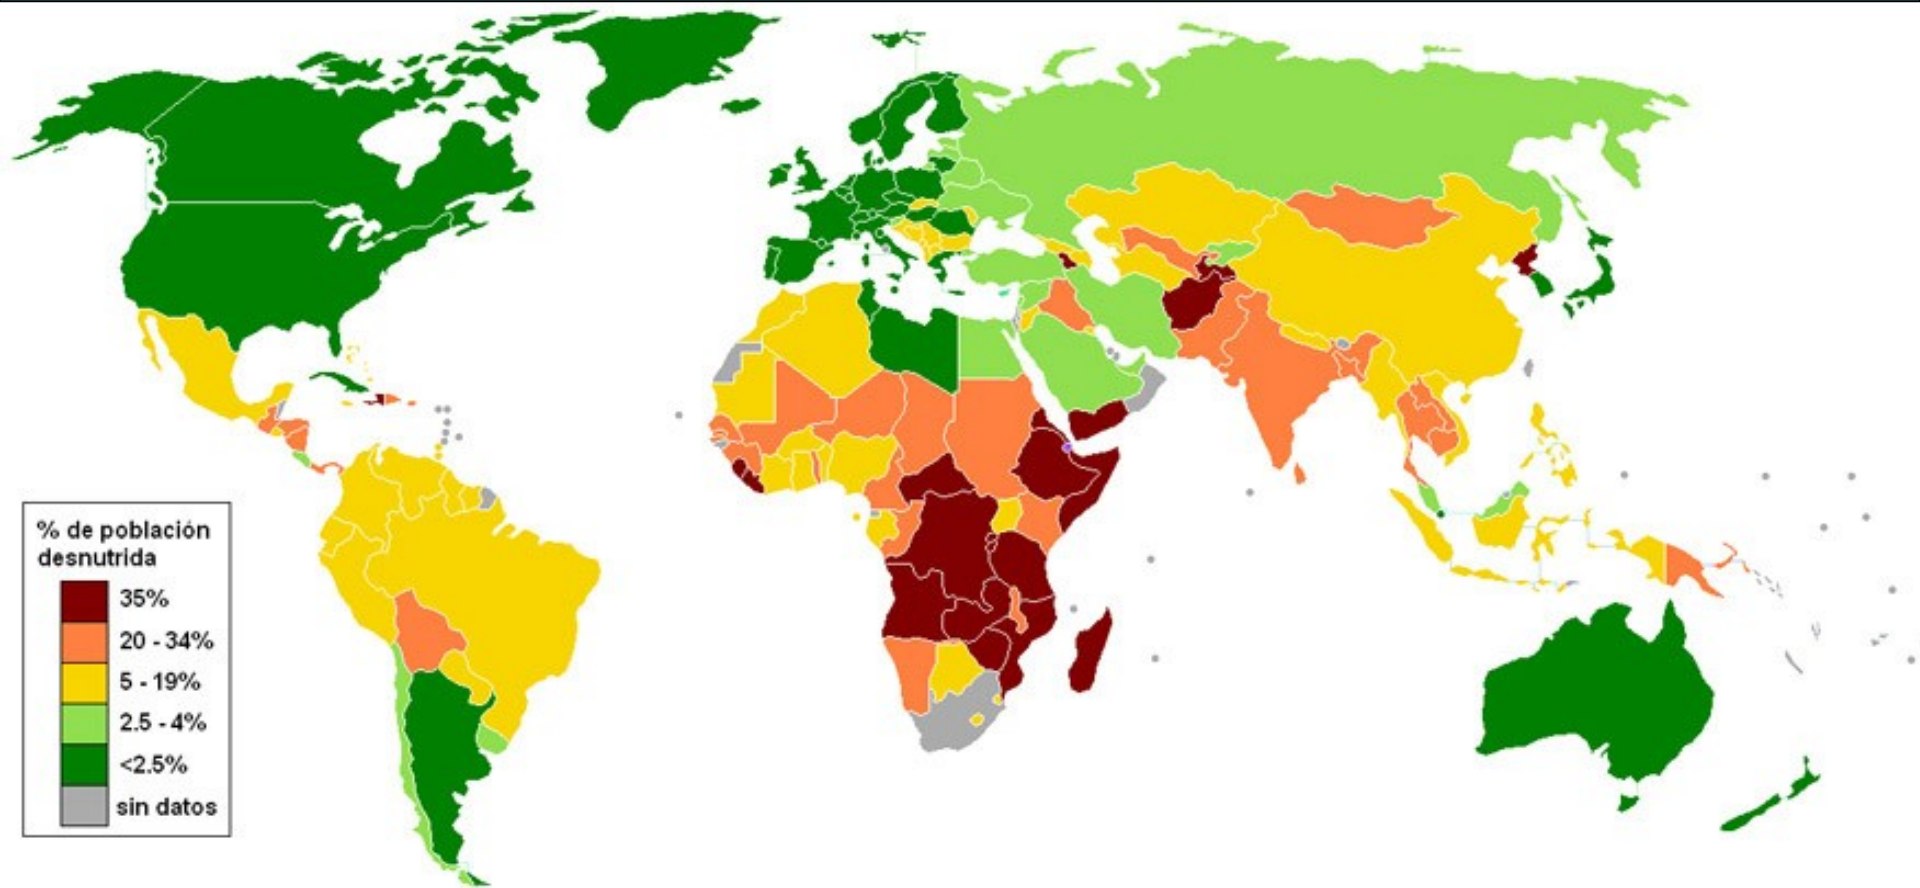 % de población
desnutrida
35%
20 - 34%
5 - 19%
2.5 - 4%
<2.5%
sin datos